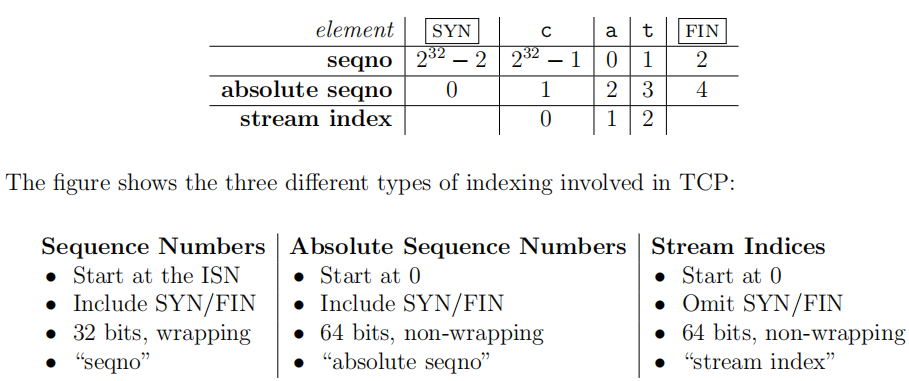 element SYN c a t FIN
seqno 2^32 − 2 2^32 − 1 0 1 2
absolute seqno 0 1 2 3 4
stream index 0 1 2
The figure shows the three different types of indexing involved in TCP:
Sequence Numbers
• Start at the ISN
• Include SYN/FIN
• 32 bits, wrapping
• “seqno”
Absolute Sequence Numbers
• Start at 0
• Include SYN/FIN
• 64 bits, non-wrapping
• “absolute seqno”
Stream Indices
• Start at 0
• Omit SYN/FIN
• 64 bits, non-wrapping
• “stream index”